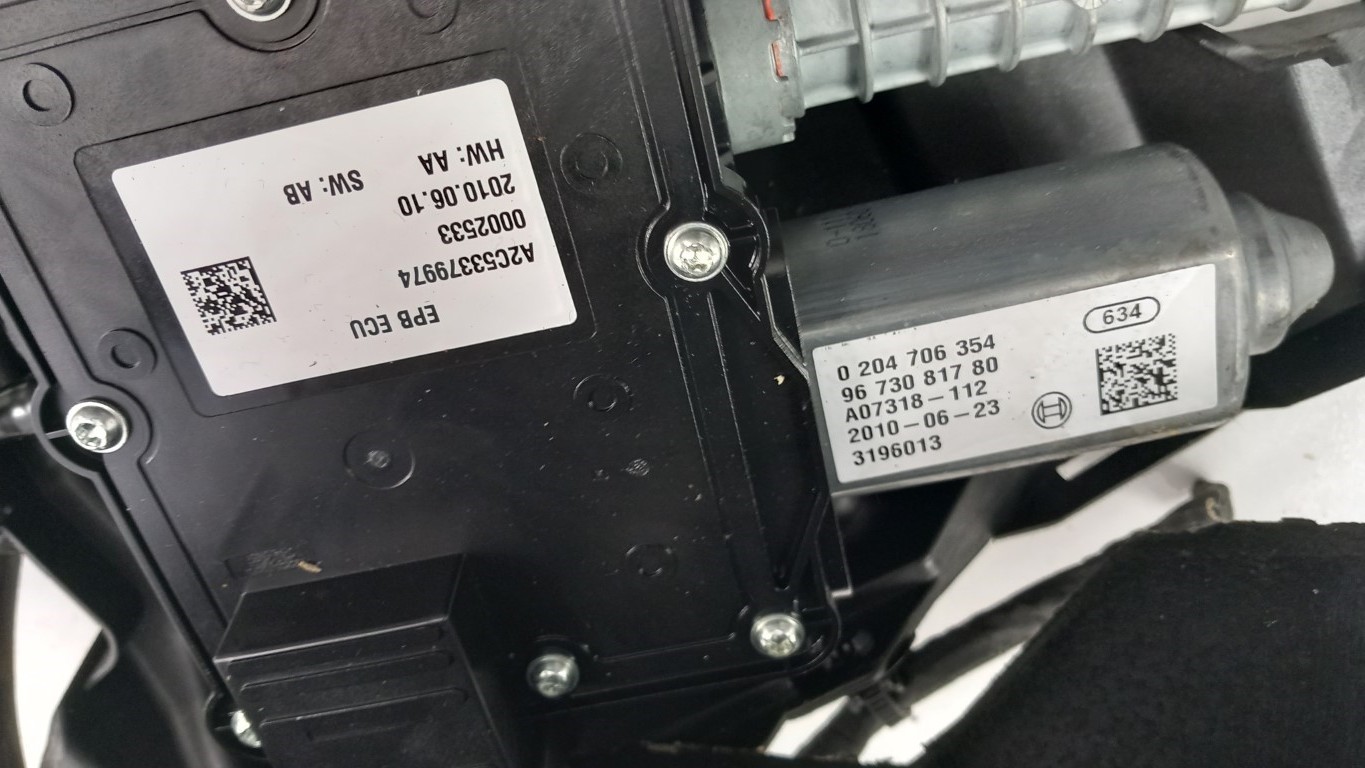 EPB ECU
A2C53379974
0002533
2010.06.10
HW: AA SW: AB
634
0 204 706 354
96 730 817 80
A07318-112
2010-06-23
3196013